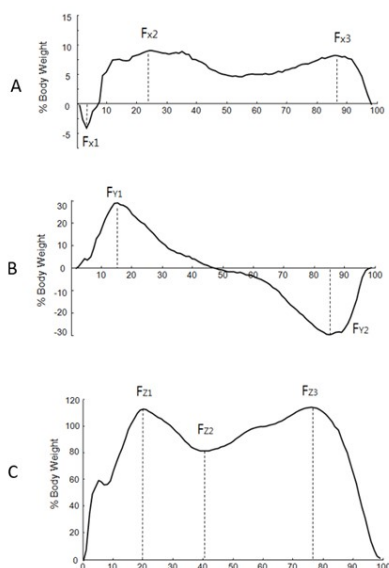 15
Fx2
Fx3
10
5
A
% Body Weight
0
10 20 30 40 50 60 70 80 90 100
-5
Fx1
30
FY1
20
10
B
% Body Weight
0
10 20 30 40 50 60 70 80 90 100
-10
-20
-30
FY2
120
FZ1
FZ3
100
FZ2
80
C
% Body Weight
60
40
20
0
0 10 20 30 40 50 60 70 80 90 100